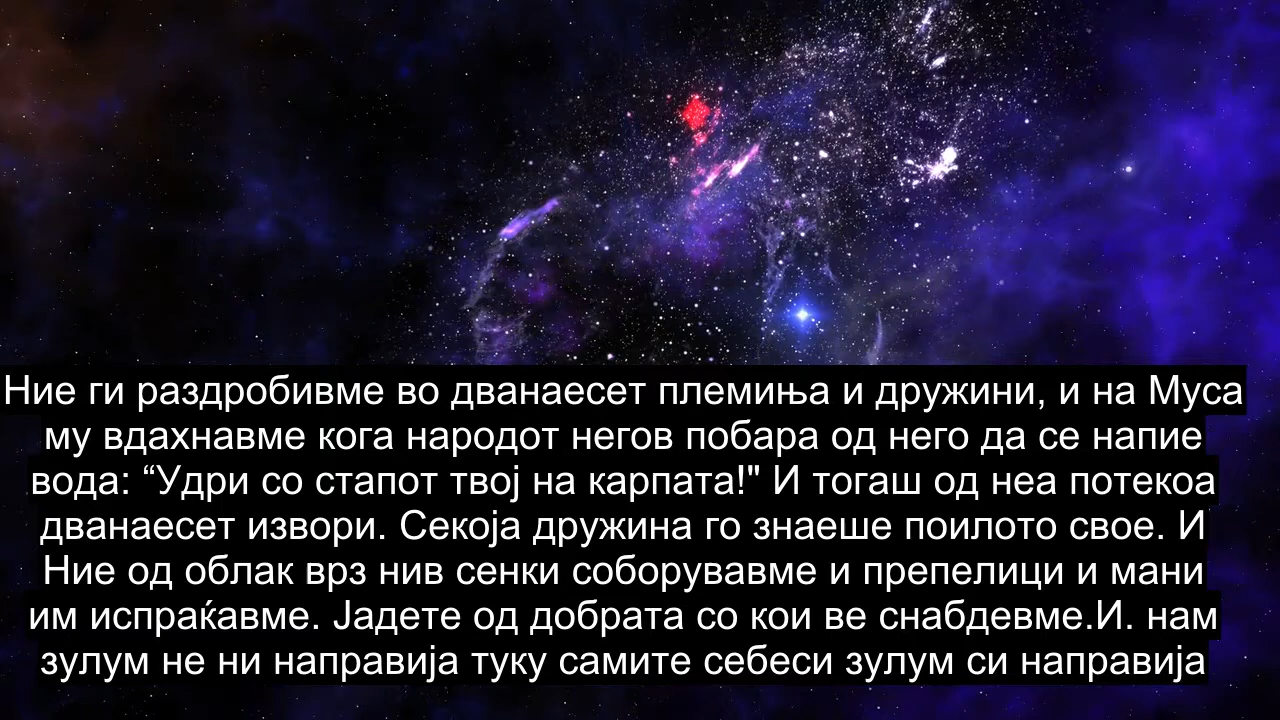 Ние ги раздробивме во дванаесет племиња и дружини, и на Муса
му вдахнавме кога народот негов побара од него да се напие
вода: “Удри со стапот твој на карпата!" И тогаш од неа потекоа
дванаесет извори. Секоја дружина го знаеше поилото свое. И
Ние од облак врз нив сенки соборувавме и препелици и мани
им испраќавме. Јадете од добрата со кои ве снабдевме.И. нам
зулум не ни направија туку самите себеси зулум си направија